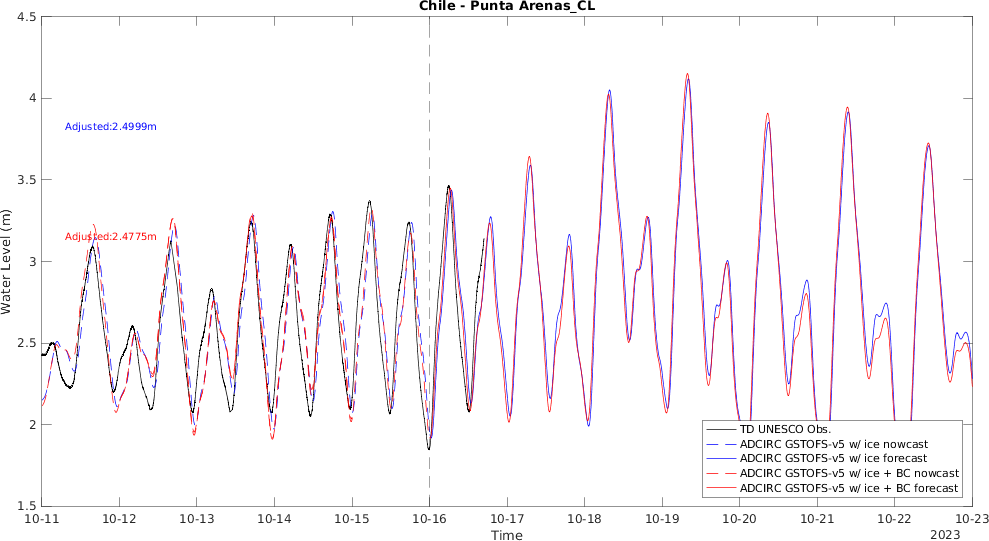 Chile - Punta Arenas_CL
4.5
4
3.5
3
2.5
2
1.5
Water Level (m)
Adjusted:2.4999m
Adjusted:2.4775m
TD UNESCO Obs.
ADCIRC GSTOFS-v5 w/ ice nowcast
ADCIRC GSTOFS-v5 w/ ice forecast
ADCIRC GSTOFS-v5 w/ ice + BC nowcast
ADCIRC GSTOFS-v5 w/ ice + BC forecast
10-11 10-12 10-13 10-14 10-15 10-16 10-17 10-18 10-19 10-20 10-21 10-22 10-23
Time
2023